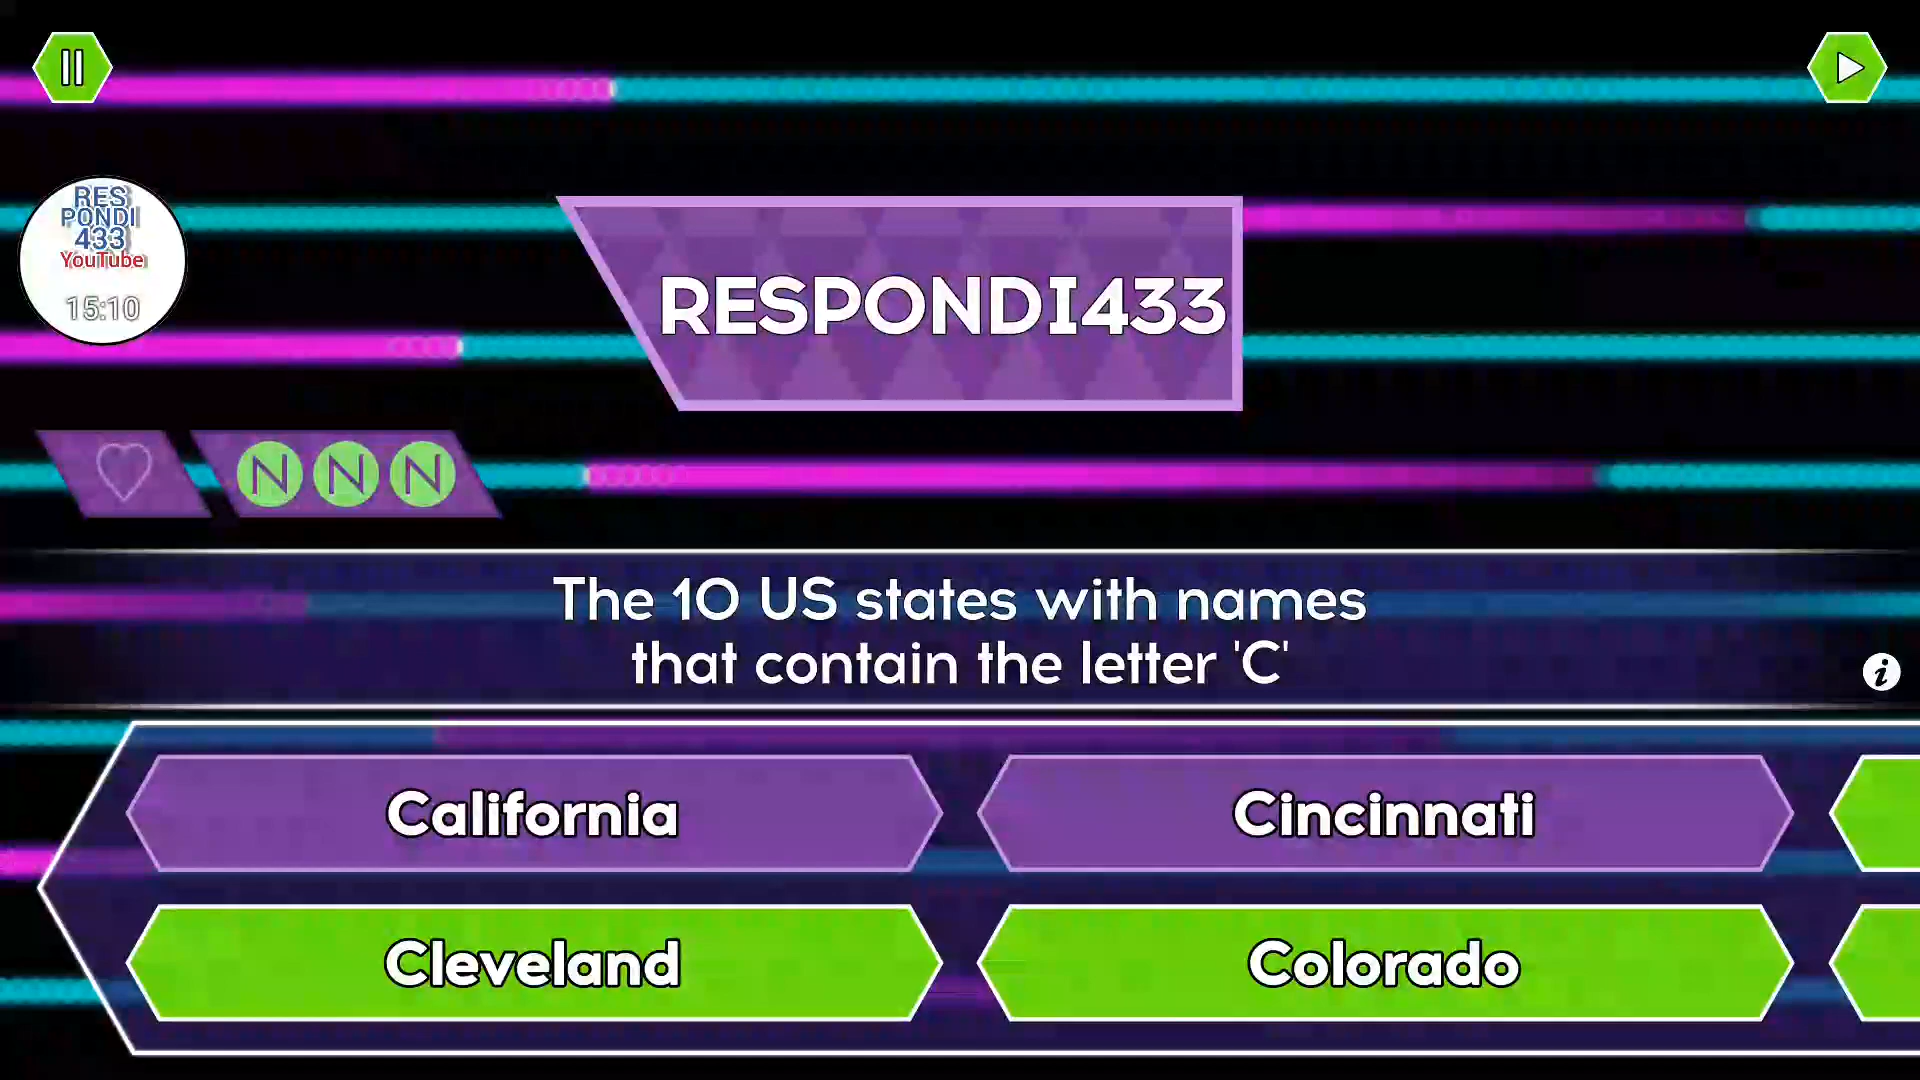 RES
PONDI
433
YouTube
15:10
RESPONDI433
N N N
The 10 US states with names
that contain the letter 'C'
i
California
Cincinnati
Cleveland
Colorado